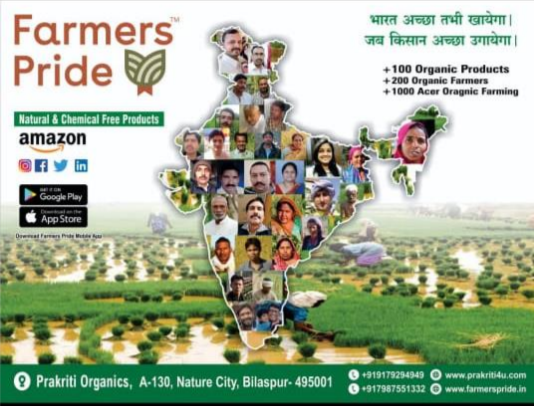 Farmers™
Pride
Natural & Chemical Free Products
amazon
GET IT ON
Google Play
Download on the
App Store
Download Farmers Pride Mobile App
भारत अच्छा तभी खायेगा।
जब किसान अच्छा उगायेगा।
+100 Organic Products
+200 Organic Farmers
+1000 Acer Oragnic Farming
Prakriti Organics, A-130, Nature City, Bilaspur- 495001
+919179294949 www.prakriti4u.com
+917987551332 www.farmerspride.in